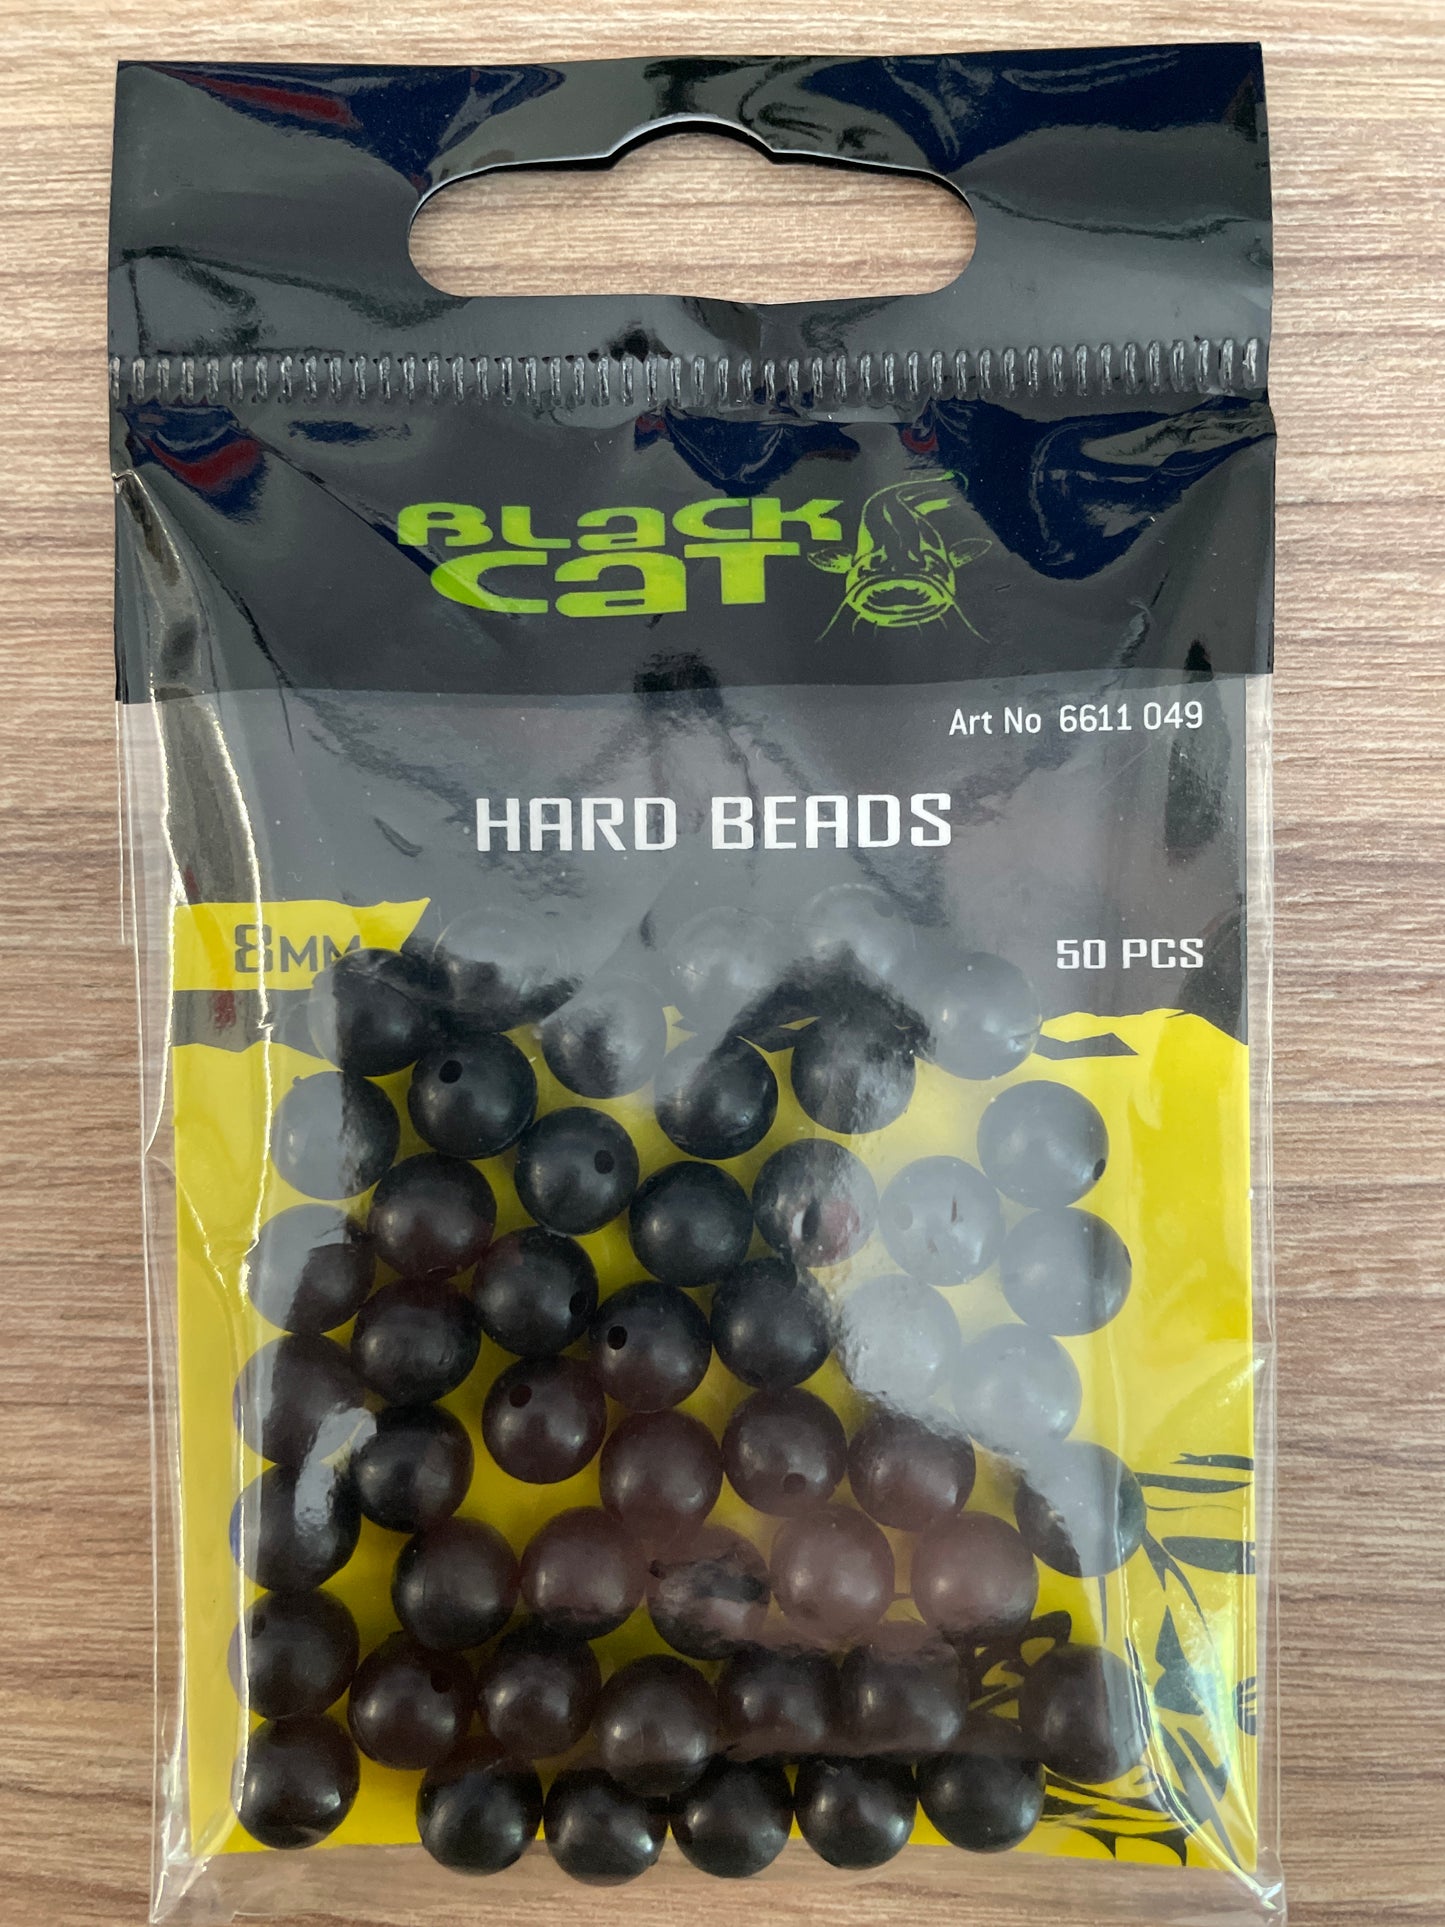 BLaCK
CaT
Art No 6611 049
HARD BEADS
8MM
50 PCS